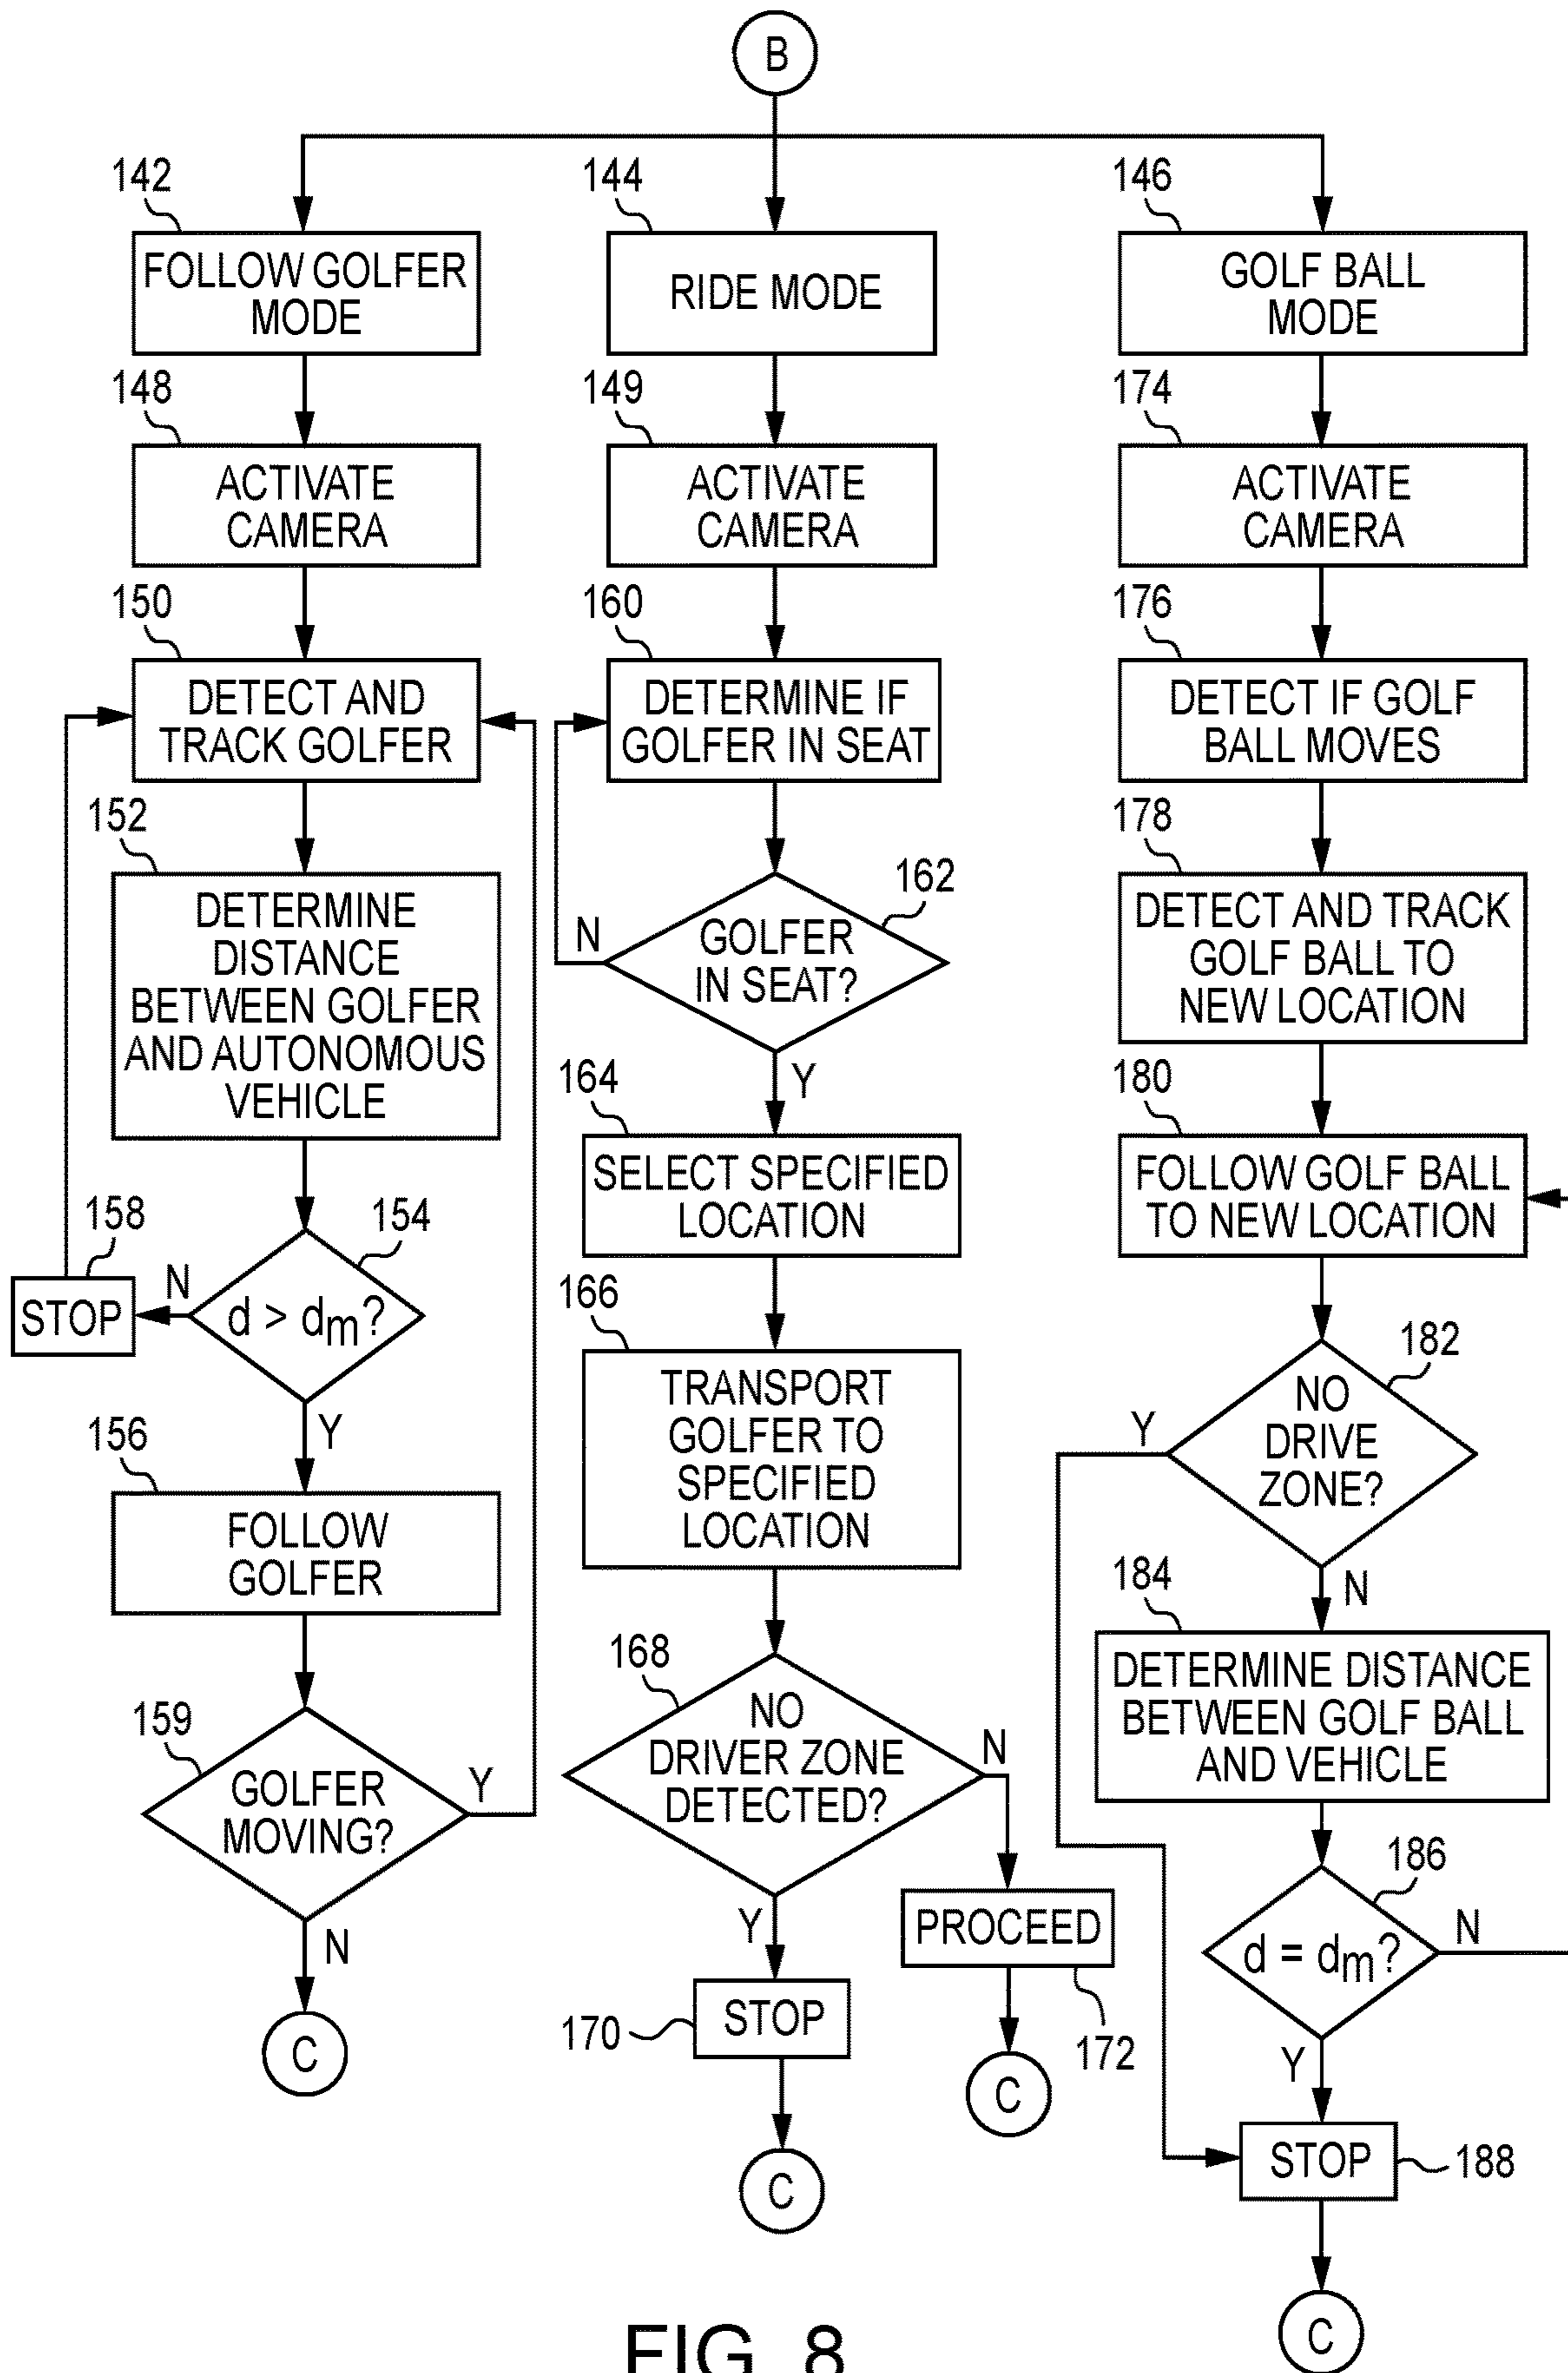 B
142
FOLLOW GOLFER
MODE
148
ACTIVATE
CAMERA
150
DETECT AND
TRACK GOLFER
152
DETERMINE
DISTANCE
BETWEEN GOLFER
AND AUTONOMOUS
VEHICLE
158
STOP
N
154
d > dm?
Y
156
FOLLOW
GOLFER
159
GOLFER
MOVING?
Y
N
C
144
RIDE MODE
149
ACTIVATE
CAMERA
160
DETERMINE IF
GOLFER IN SEAT
162
N
GOLFER
IN SEAT?
Y
164
SELECT SPECIFIED
LOCATION
166
TRANSPORT
GOLFER TO
SPECIFIED
LOCATION
168
NO
DRIVER ZONE
DETECTED?
N
Y
PROCEED
172
C
170
STOP
C
146
GOLF BALL
MODE
174
ACTIVATE
CAMERA
176
DETECT IF GOLF
BALL MOVES
178
DETECT AND TRACK
GOLF BALL TO
NEW LOCATION
180
FOLLOW GOLF BALL
TO NEW LOCATION
182
Y
NO
DRIVE
ZONE?
N
184
DETERMINE DISTANCE
BETWEEN GOLF BALL
AND VEHICLE
186
d = dm?
N
Y
STOP
188
C
FIG. 8